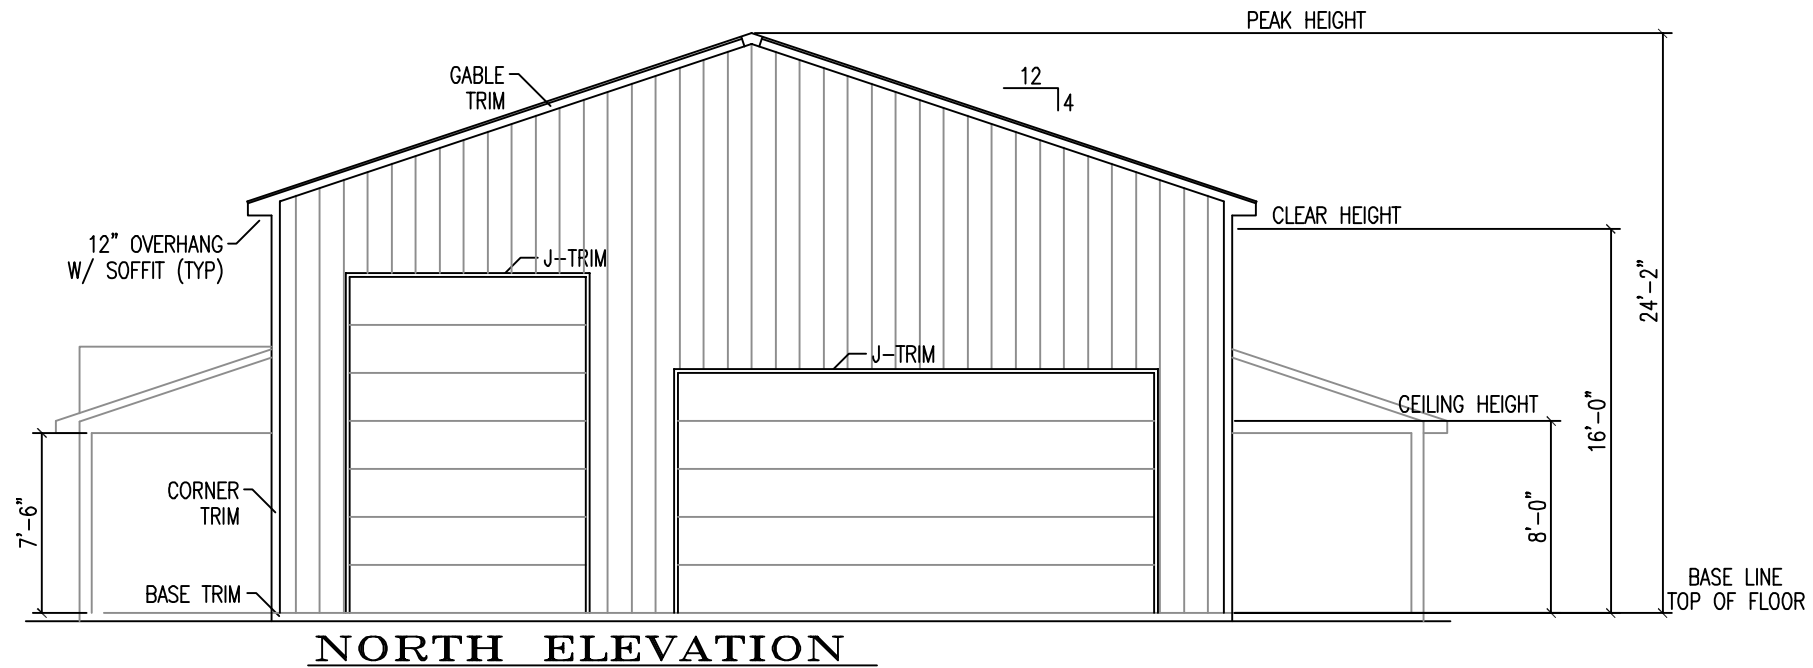 PEAK HEIGHT
GABLE
TRIM
12
4
CLEAR HEIGHT
12" OVERHANG
W/ SOFFIT (TYP)
J-TRIM
24'-2"
J-TRIM
CEILING HEIGHT
16'-0"
CORNER
TRIM
7'-6"
8'-0"
BASE TRIM
BASE LINE
TOP OF FLOOR
NORTH ELEVATION